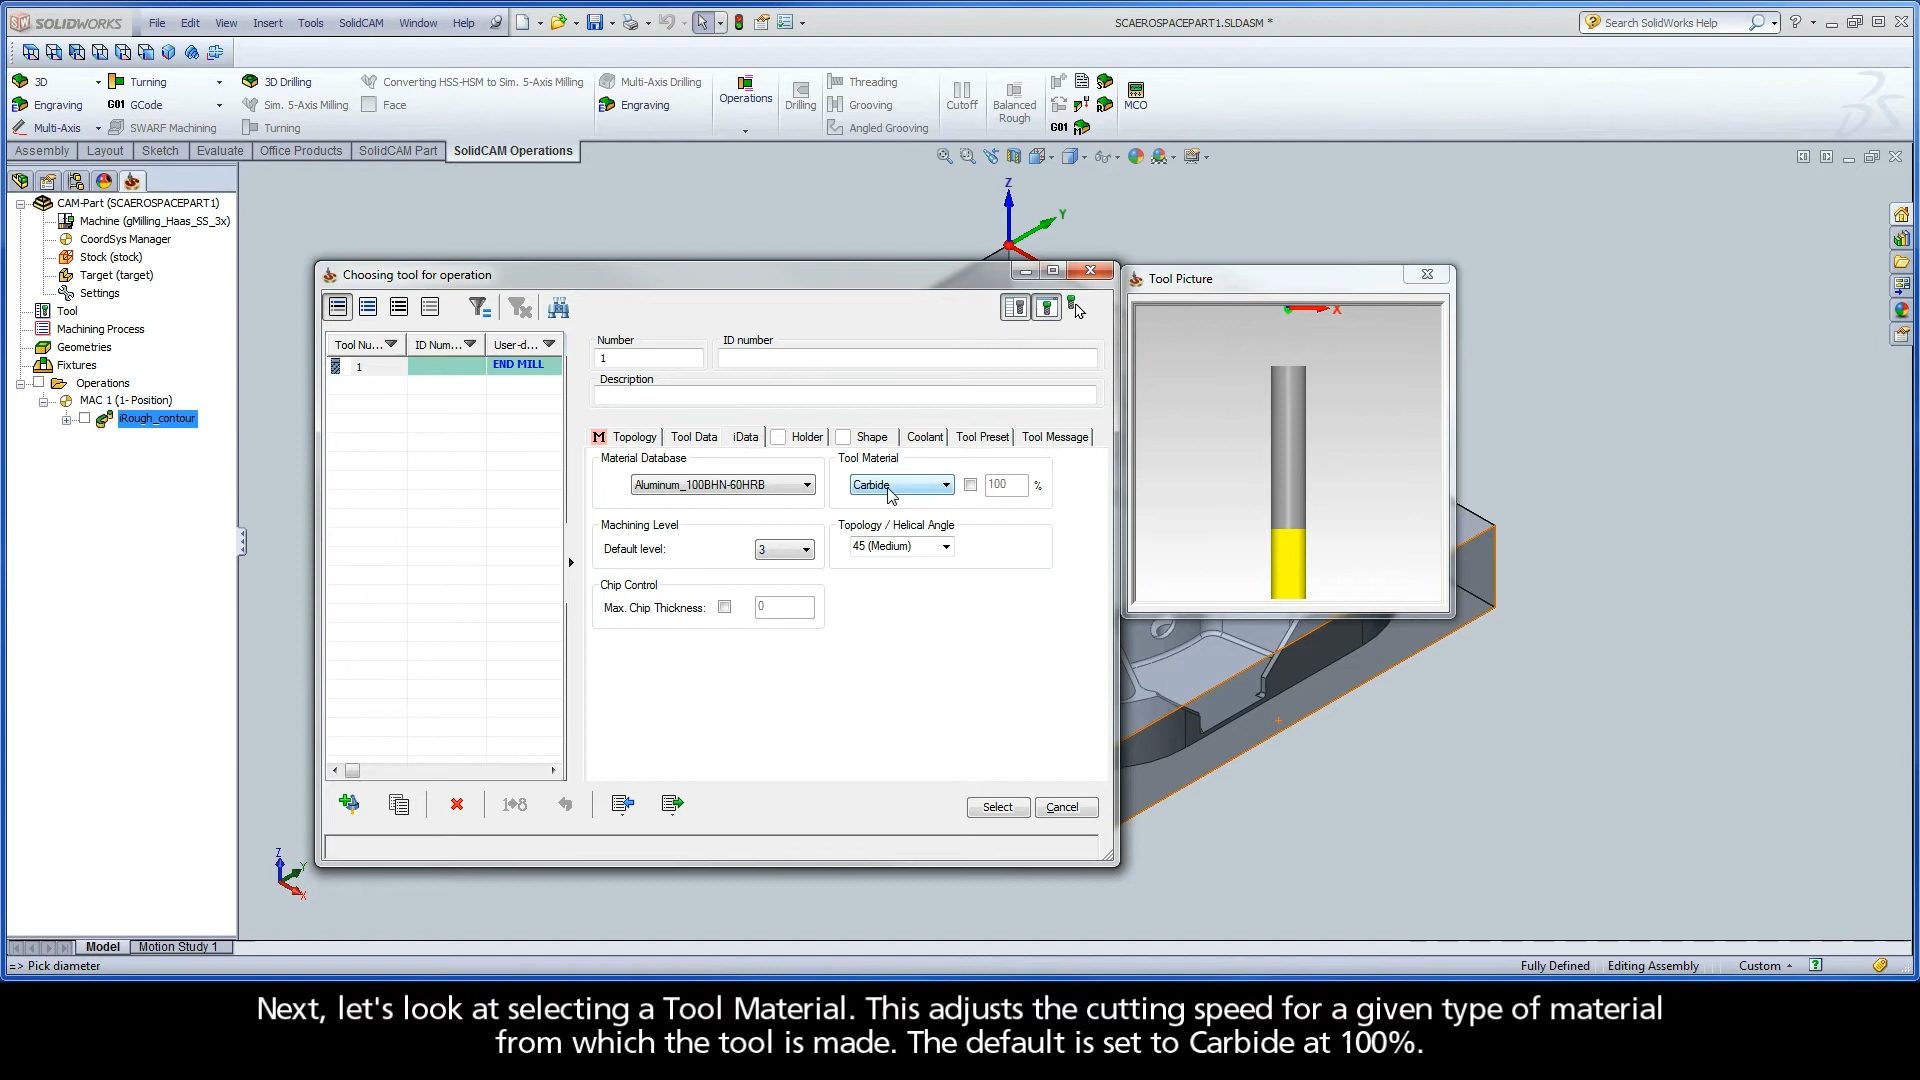 SOLIDWORKS File Edit View Insert Tools SolidCAM Window Help SCAEROSPACEPART1.SLDASM * Search SolidWorks Help
3D Turning 3D Drilling Converting HSS-HSM to Sim. 5-Axis Milling Multi-Axis Drilling Threading
Engraving G01 GCode Sim. 5-Axis Milling Face Engraving Operations Drilling Grooving Cutoff Balanced Rough MCO
Multi-Axis SWARF Machining Turning Angled Grooving G01
Assembly Layout Sketch Evaluate Office Products SolidCAM Part SolidCAM Operations
CAM-Part (SCAEROSPACEPART1)
Machine (gMilling_Haas_SS_3x)
CoordSys Manager
Stock (stock)
Target (target)
Settings
Tool
Machining Process
Geometries
Fixtures
Operations
MAC 1 (1- Position)
iRough_contour
Z
Y
Choosing tool for operation
Tool Nu... ID Num... User-d...
1 END MILL
Number ID number
1
Description
M Topology Tool Data iData Holder Shape Coolant Tool Preset Tool Message
Material Database Tool Material
Aluminum_100BHN-60HRB Carbide 100 %
Machining Level Topology / Helical Angle
Default level: 3 45 (Medium)
Chip Control
Max. Chip Thickness: 0
1 8
Select Cancel
Tool Picture
X
Z
Y
X
Model Motion Study 1
=> Pick diameter Fully Defined Editing Assembly Custom
Next, let's look at selecting a Tool Material. This adjusts the cutting speed for a given type of material
from which the tool is made. The default is set to Carbide at 100%.